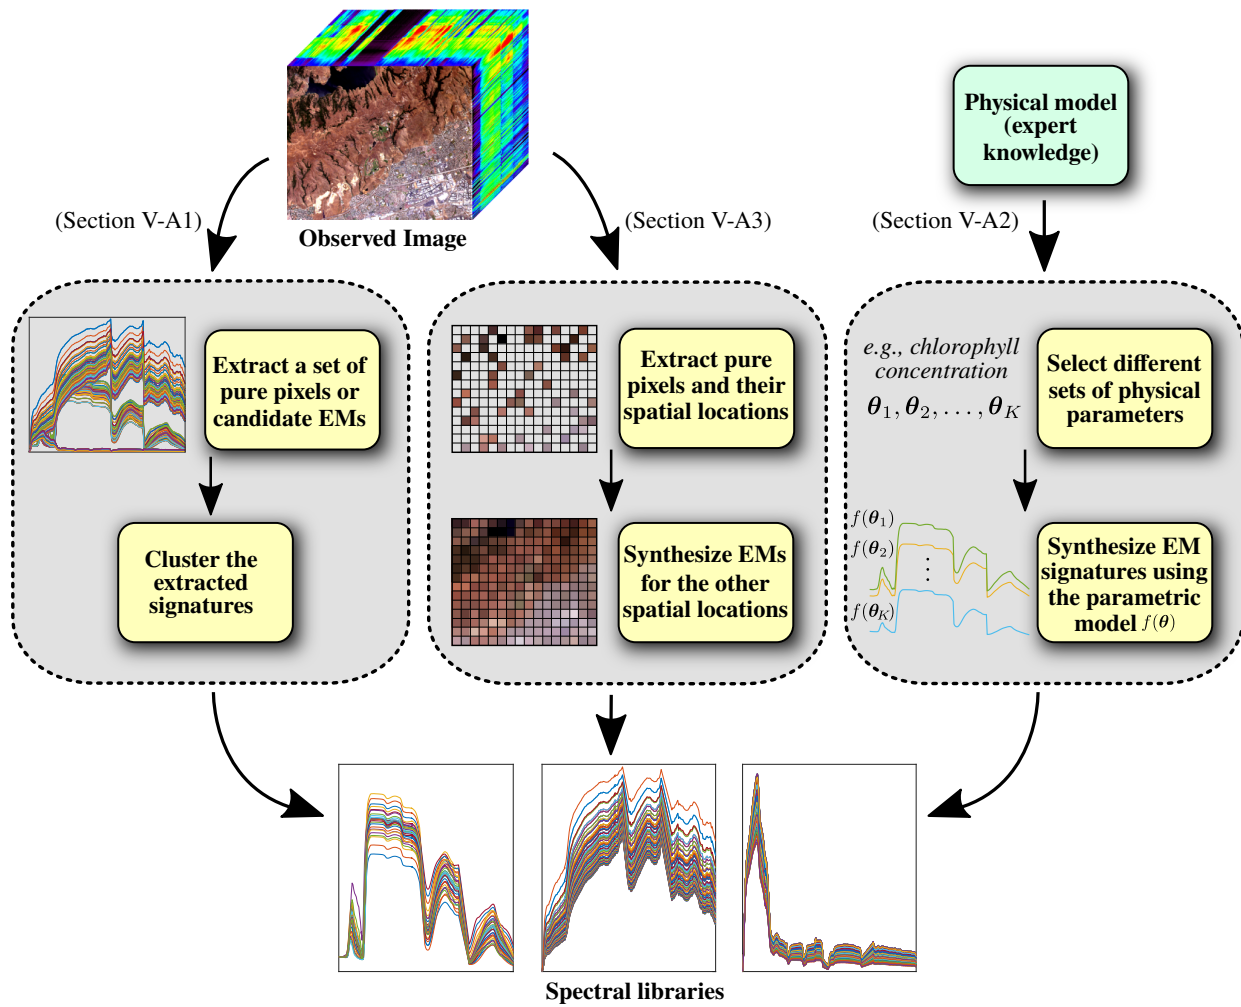 Physical model
(expert
knowledge)
(Section V-A1)
Observed Image
(Section V-A3)
(Section V-A2)
Extract a set of
pure pixels or
candidate EMs
Cluster the
extracted
signatures
Extract pure
pixels and their
spatial locations
Synthesize EMs
for the other
spatial locations
e.g., chlorophyll
concentration
θ₁, θ₂, . . . , θ_K
Select different
sets of physical
parameters
f(θ₁)
f(θ₂)
⋮
f(θ_K)
Synthesize EM
signatures using
the parametric
model f(θ)
Spectral libraries